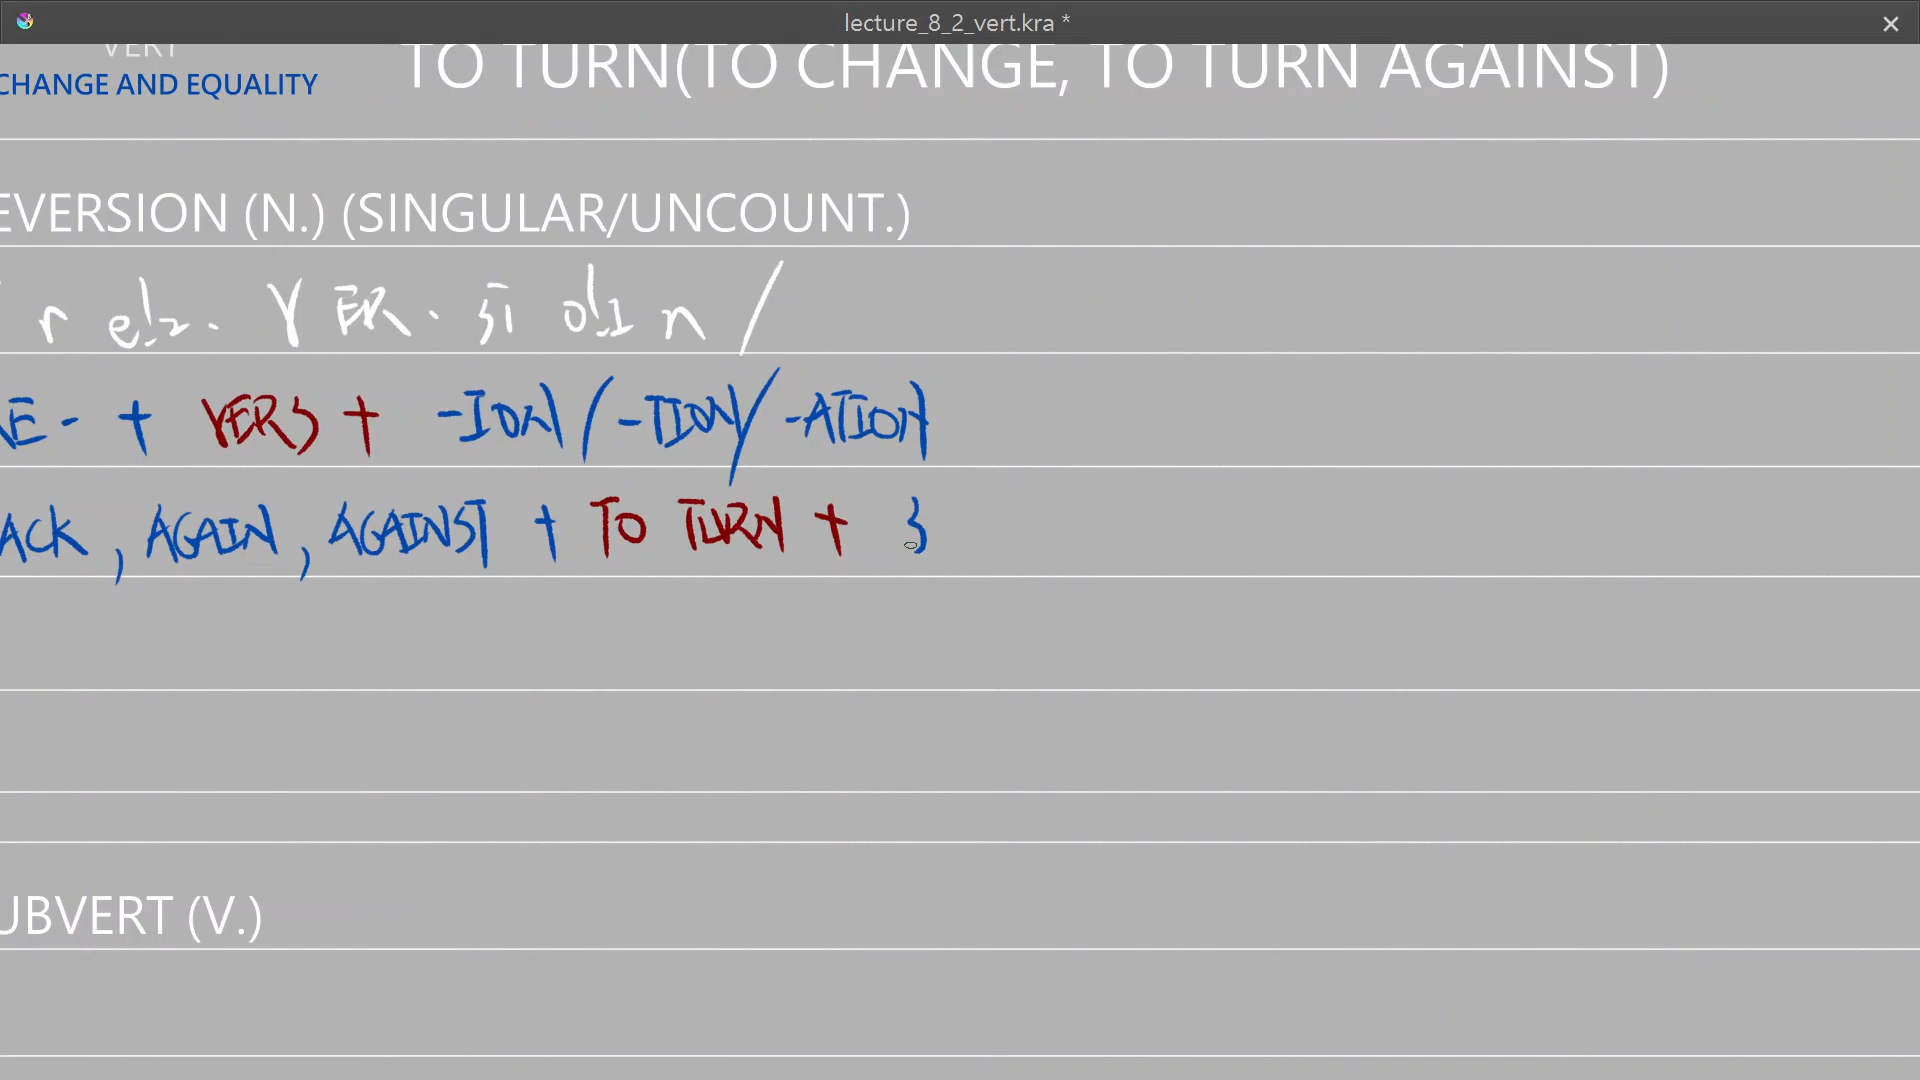 lecture_8_2_vert.kra *
VERT
CHANGE AND EQUALITY
TO TURN(TO CHANGE, TO TURN AGAINST)
EVERSION (N.) (SINGULAR/UNCOUNT.)
E- + VERS + -ION/-TION/-ATION
ACK, AGAIN, AGAINST + TO TURN +
UBVERT (V.)